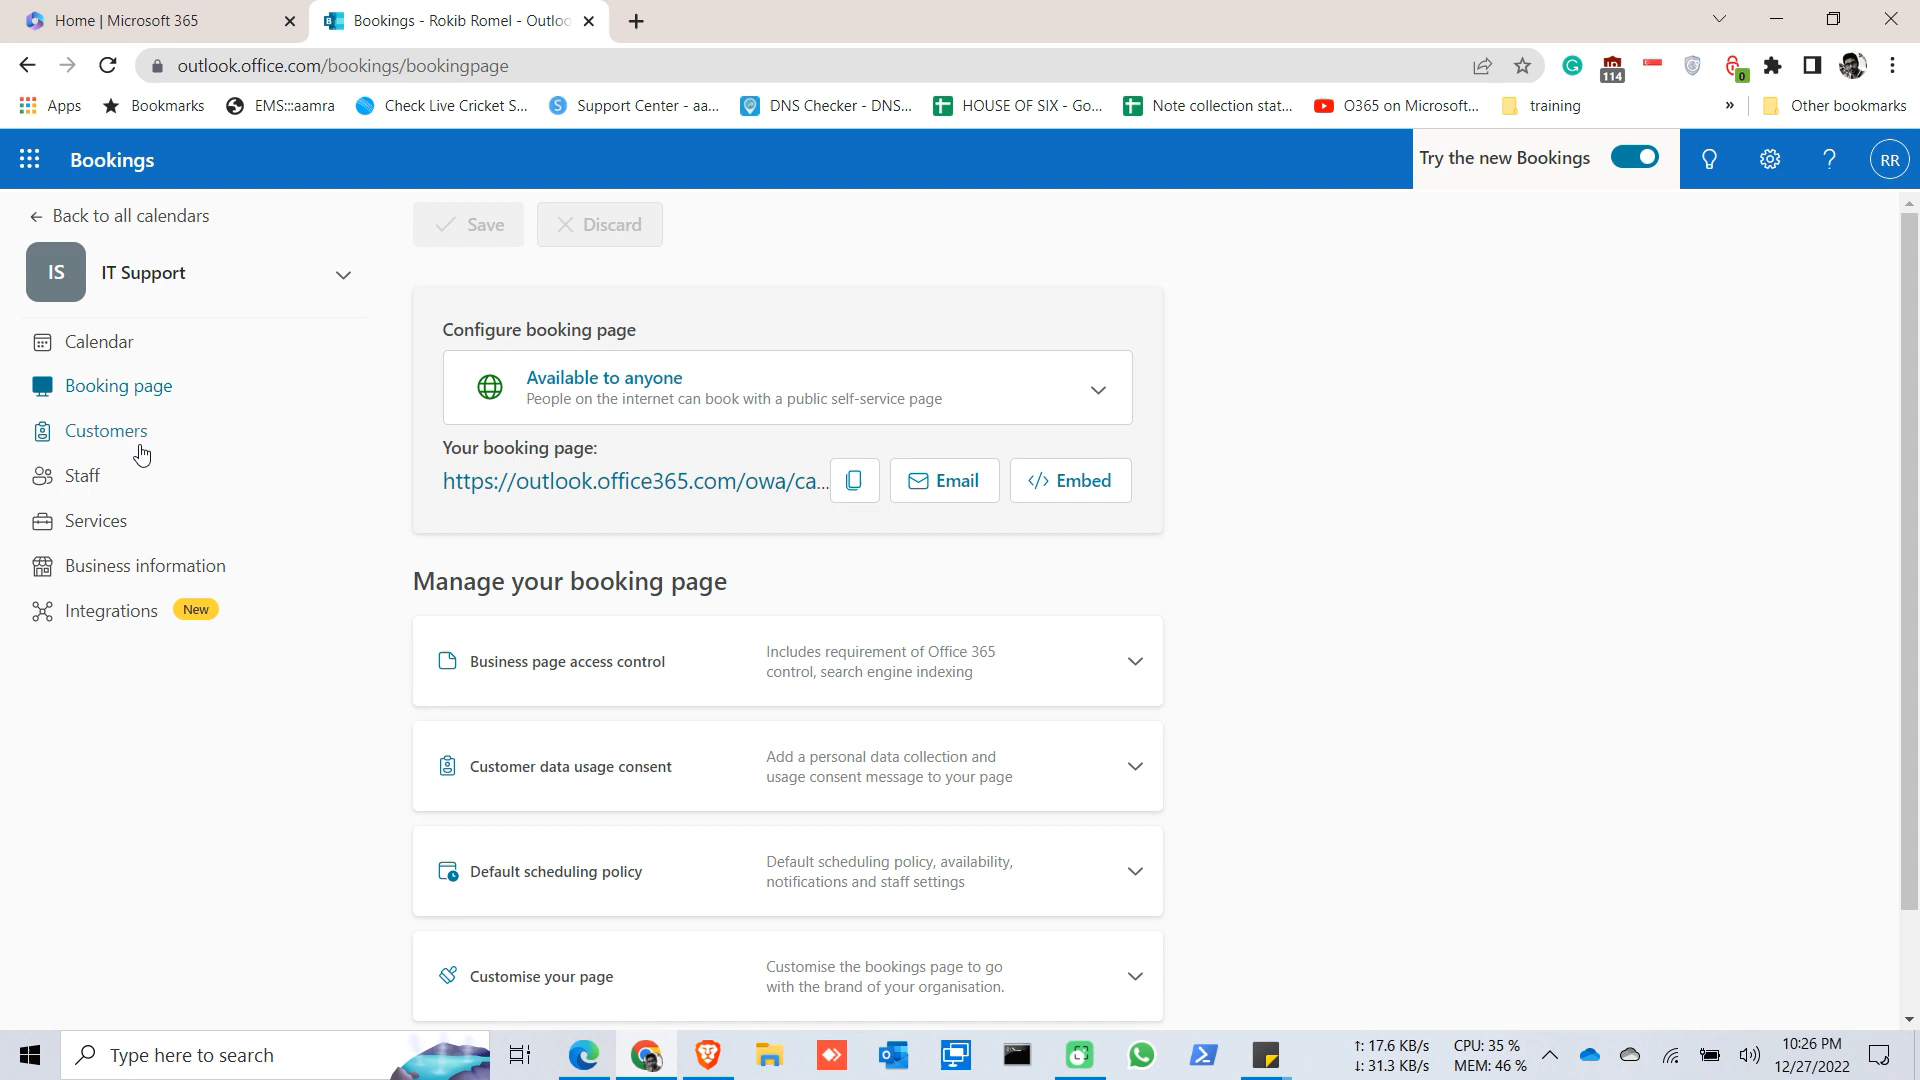 Home | Microsoft 365
Bookings - Rokib Romel - Outlo
outlook.office.com/bookings/bookingpage
114
0
Apps
Bookmarks
EMS:::aamra
Check Live Cricket S...
Support Center - aa...
DNS Checker - DNS...
HOUSE OF SIX - Go...
Note collection stat...
O365 on Microsoft...
training
»
Other bookmarks
Bookings
Try the new Bookings
RR
Back to all calendars
IS
IT Support
Calendar
Booking page
Customers
Staff
Services
Business information
Integrations New
Save
Discard
Configure booking page
Available to anyone
People on the internet can book with a public self-service page
Your booking page:
https://outlook.office365.com/owa/ca...
Email
Embed
Manage your booking page
Business page access control
Includes requirement of Office 365
control, search engine indexing
Customer data usage consent
Add a personal data collection and
usage consent message to your page
Default scheduling policy
Default scheduling policy, availability,
notifications and staff settings
Customise your page
Customise the bookings page to go
with the brand of your organisation.
Type here to search
↑: 17.6 KB/s
↓: 31.3 KB/s
CPU: 35 %
MEM: 46 %
10:26 PM
12/27/2022